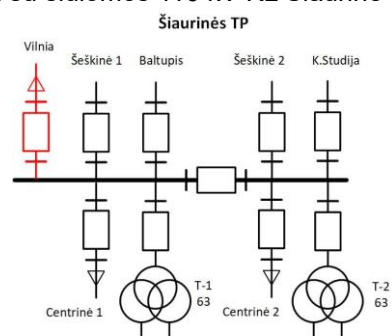 Šiaurinės TP
Vilnia
Šeškinė 1
Baltupis
Šeškinė 2
K.Studija
T-1
63
T-2
63
Centrinė 1
Centrinė 2